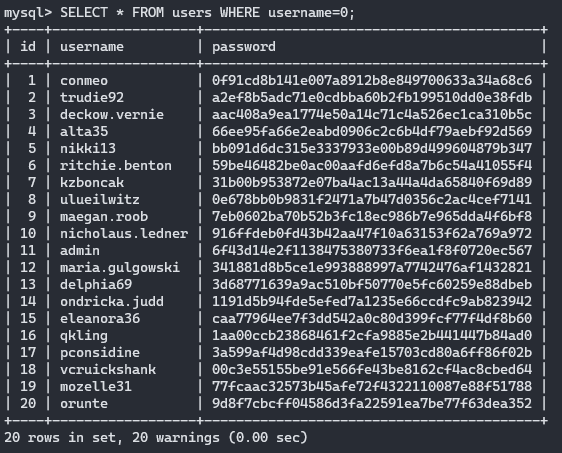 mysql> SELECT * FROM users WHERE username=0;
+----+------------------+------------------------------------------+
| id | username         | password                                 |
+----+------------------+------------------------------------------+
|  1 | conmeo           | 0f91cd8b141e007a8912b8e849700633a34a68c6 |
|  2 | trudie92         | a2ef8b5adc71e0cdbba60b2fb199510dd0e38fdb |
|  3 | deckow.vernie    | aac408a9ea1774e50a14c71c4a526ec1ca310b5c |
|  4 | alta35           | 66ee95fa66e2eabd0906c2c6b4df79aebf92d569 |
|  5 | nikki13          | bb091d6dc315e3337933e00b89d499604879b347 |
|  6 | ritchie.benton   | 59be46482be0ac00aafd6efd8a7b6c54a41055f4 |
|  7 | kzboncak         | 31b00b953872e07ba4ac13a44a4da65840f69d89 |
|  8 | ulueilwitz       | 0e678bb0b9831f2471a7b47d0356c2ac4cef7141 |
|  9 | maegan.roob      | 7eb0602ba70b52b3fc18ec986b7e965dda4f6bf8 |
| 10 | nicholaus.ledner | 916ffdeb0fd43b42aa47f10a63153f62a769a972 |
| 11 | admin            | 6f43d14e2f1138475380733f6ea1f8f0720ec567 |
| 12 | maria.gulgowski  | 341881d8b5ce1e993888997a7742476af1432821 |
| 13 | delphia69        | 3d68771639a9ac510bf50770e5fc60259e88dbeb |
| 14 | ondricka.judd    | 1191d5b94fde5efed7a1235e66ccdfc9ab823942 |
| 15 | eleanora36       | caa77964ee7f3dd542a0c80d399fcf77f4df8b60 |
| 16 | qkling           | 1aa00ccb23868461f2cfa9885e2b441447b84ad0 |
| 17 | pconsidine       | 3a599af4d98cdd339eafe15703cd80a6ff86f02b |
| 18 | vcruickshank     | 00c3e55155be91e566fe43be8162cf4ac8cbed64 |
| 19 | mozelle31        | 77fcaac32573b45afe72f4322110087e88f51788 |
| 20 | orunte           | 9d8f7cbcff04586d3fa22591ea7be77f63dea352 |
+----+------------------+------------------------------------------+
20 rows in set, 20 warnings (0.00 sec)